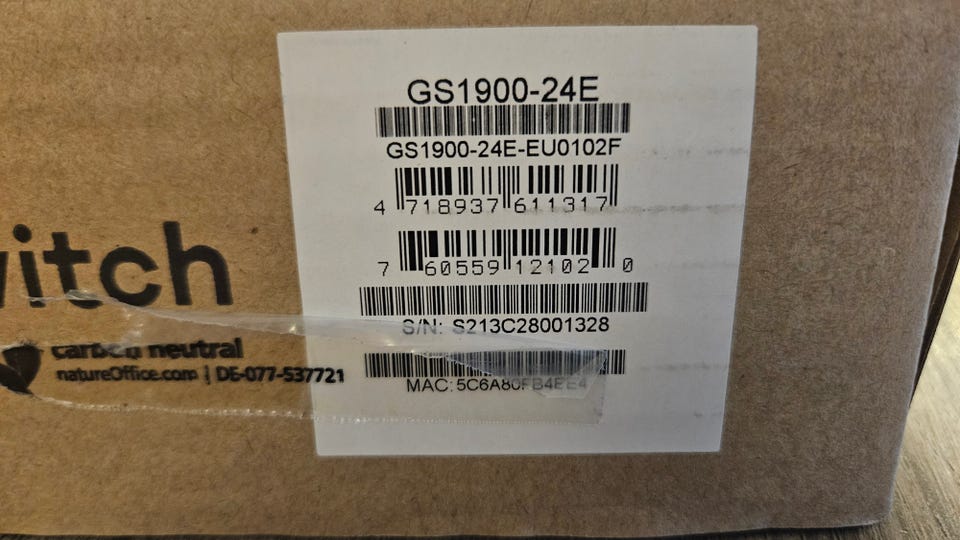 GS1900-24E
GS1900-24E-EU0102F
4 718937 611317
7 60559 12102 0
S/N: S213C28001328
witch
carbon neutral
natureOffice.com | DE-077-537721